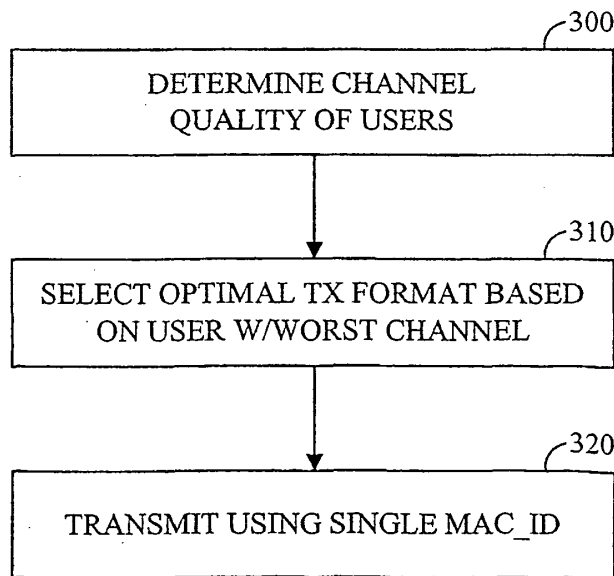 300
DETERMINE CHANNEL
QUALITY OF USERS
310
SELECT OPTIMAL TX FORMAT BASED
ON USER W/WORST CHANNEL
320
TRANSMIT USING SINGLE MAC_ID